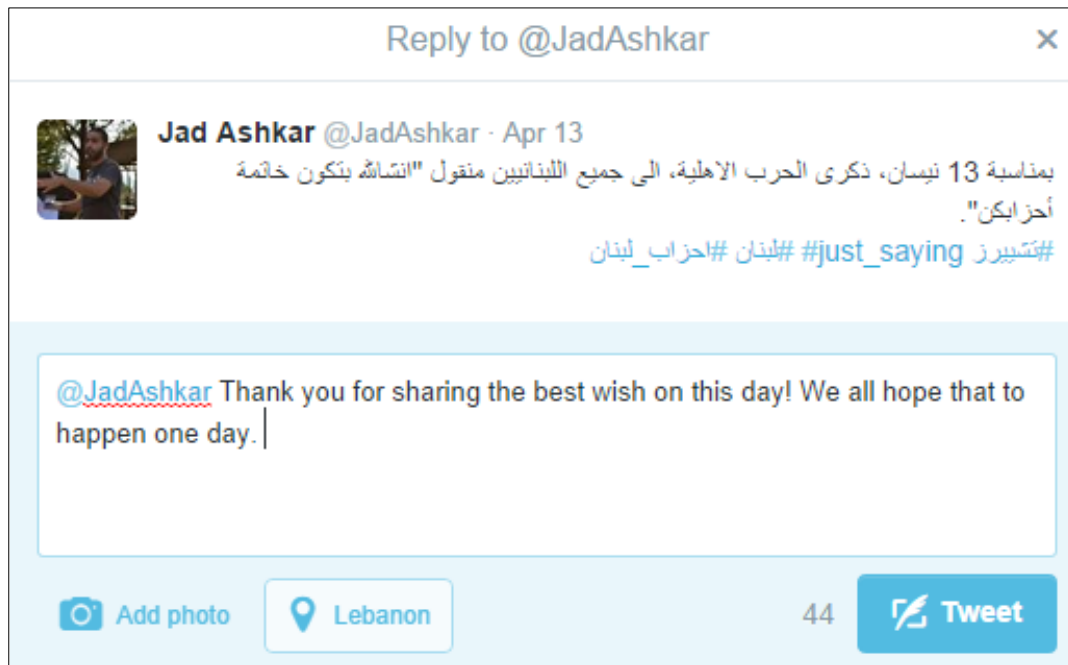 Reply to @JadAshkar ×
Jad Ashkar @JadAshkar · Apr 13
بمناسبة 13 نيسان، ذكرى الحرب الاهلية، الى جميع اللبنانيين منقول "انشالله بتكون خاتمة
أحزابكن".
#تشييرز #just_saying #لبنان #احزاب_لبنان
@JadAshkar Thank you for sharing the best wish on this day! We all hope that to
happen one day.
Add photo Lebanon 44 Tweet